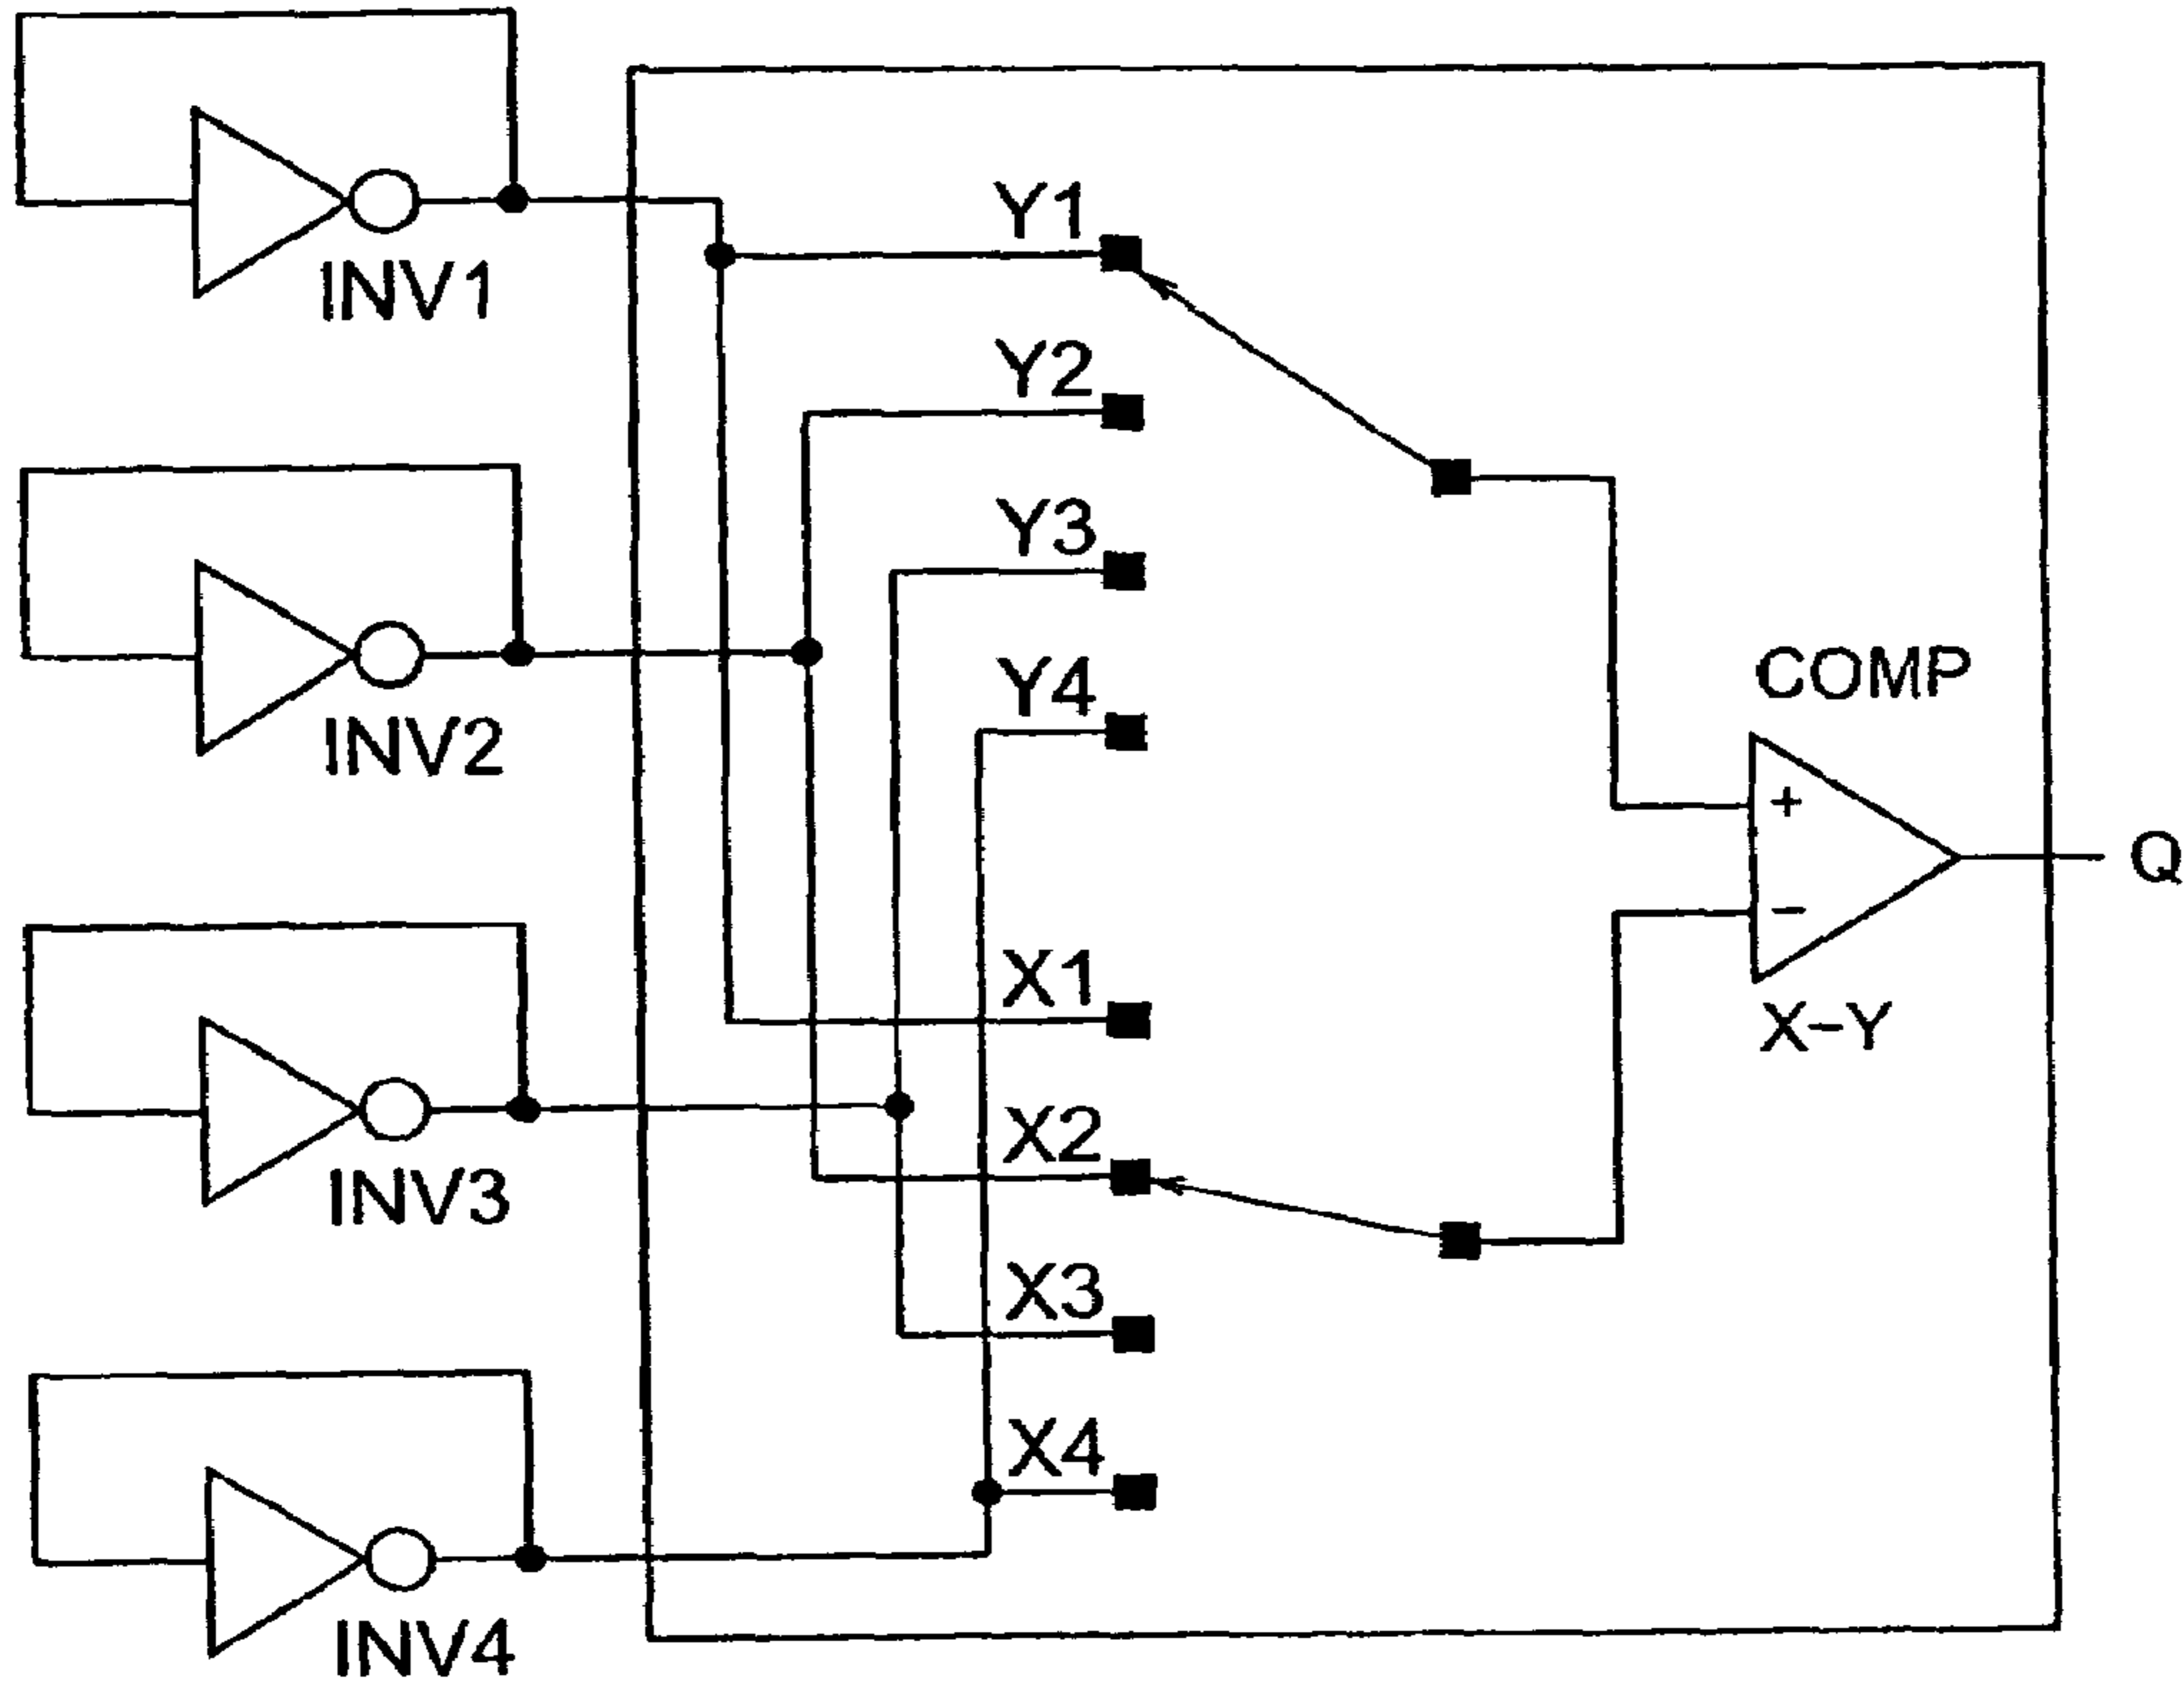 INV1
INV2
INV3
INV4
Y1
Y2
Y3
Y4
X1
X2
X3
X4
COMP
+
−
X−Y
Q